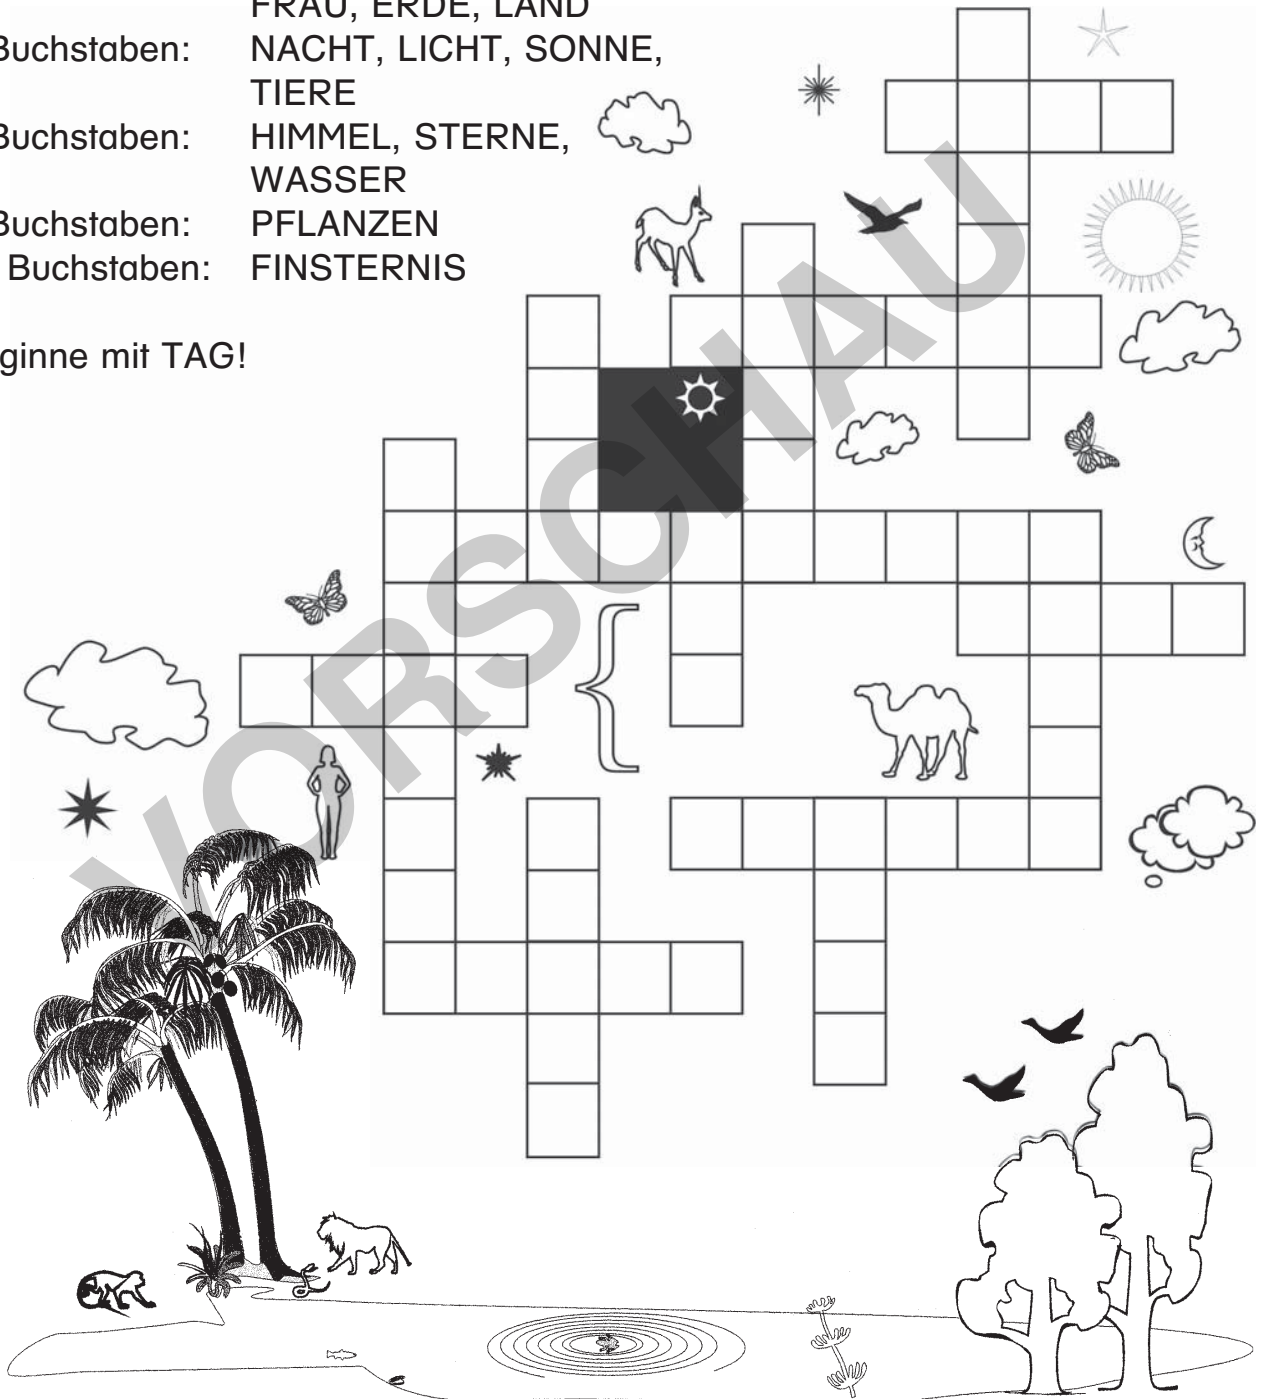 FRAU, ERDE, LAND
Buchstaben: NACHT, LICHT, SONNE,
TIERE
Buchstaben: HIMMEL, STERNE,
WASSER
Buchstaben: PFLANZEN
Buchstaben: FINSTERNIS
ginne mit TAG!
VORSCHAU